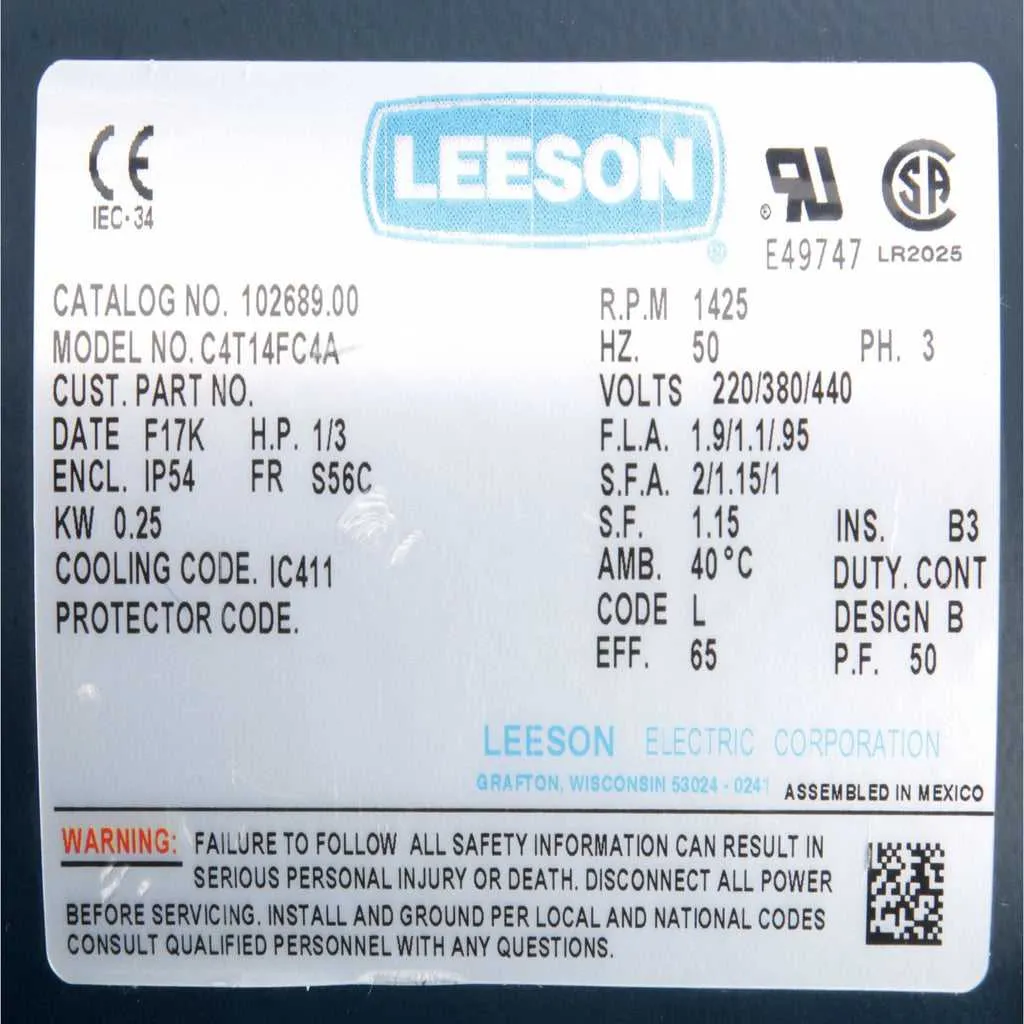 CE
IEC-34
LEESON
®
® UR
E49747
CSA
LR2025
CATALOG NO. 102689.00
MODEL NO. C4T14FC4A
CUST. PART NO.
DATE F17K H.P. 1/3
ENCL. IP54 FR S56C
KW 0.25
COOLING CODE. IC411
PROTECTOR CODE.
R.P.M 1425
HZ. 50 PH. 3
VOLTS 220/380/440
F.L.A. 1.9/1.1/.95
S.F.A. 2/1.15/1
S.F. 1.15 INS. B3
AMB. 40°C DUTY. CONT
CODE L DESIGN B
EFF. 65 P.F. 50
LEESON ELECTRIC CORPORATION
GRAFTON, WISCONSIN 53024-0241 ASSEMBLED IN MEXICO
WARNING: FAILURE TO FOLLOW ALL SAFETY INFORMATION CAN RESULT IN
SERIOUS PERSONAL INJURY OR DEATH. DISCONNECT ALL POWER
BEFORE SERVICING. INSTALL AND GROUND PER LOCAL AND NATIONAL CODES
CONSULT QUALIFIED PERSONNEL WITH ANY QUESTIONS.